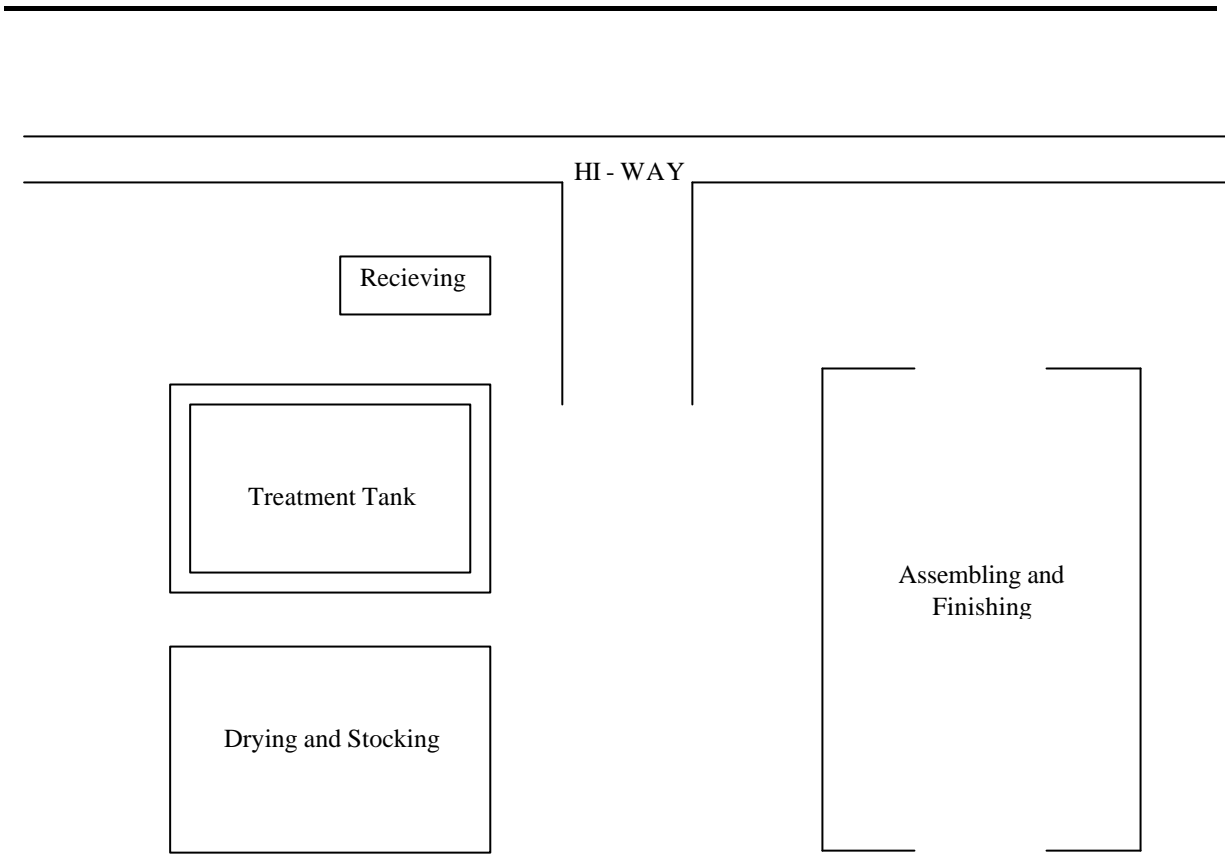 HI - WAY
Recieving
Treatment Tank
Assembling and
Finishing
Drying and Stocking